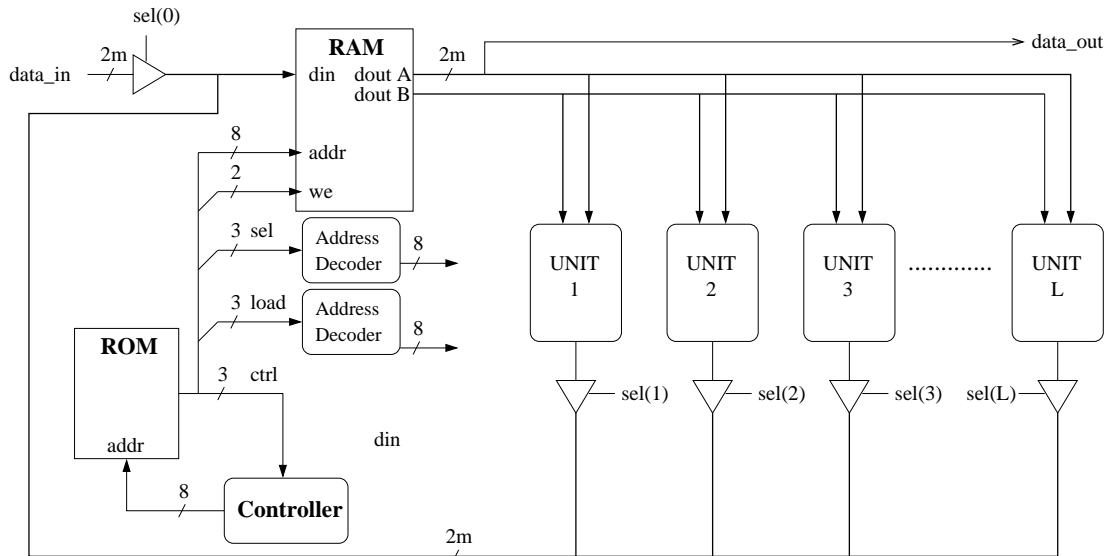 sel(0)
data_in
2m
RAM
din
dout A
dout B
2m
data_out
8
addr
2
we
3 sel
Address
Decoder
8
3 load
Address
Decoder
8
ROM
3
ctrl
addr
8
Controller
din
UNIT
1
UNIT
2
UNIT
3
.............
UNIT
L
sel(1)
sel(2)
sel(3)
sel(L)
2m